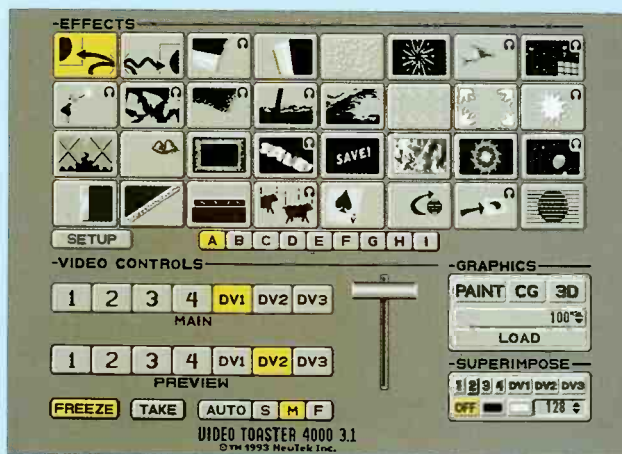 EFFECTS
SAVE!
SETUP A B C D E F G H I
VIDEO CONTROLS
1 2 3 4 DV1 DV2 DV3
MAIN
1 2 3 4 DV1 DV2 DV3
PREVIEW
FREEZE TAKE AUTO S M F
VIDEO TOASTER 4000 3.1
©TM 1993 NewTek Inc.
GRAPHICS
PAINT CG 3D
100
LOAD
SUPERIMPOSE
1 2 3 4 DV1 DV2 DV3
OFF 128